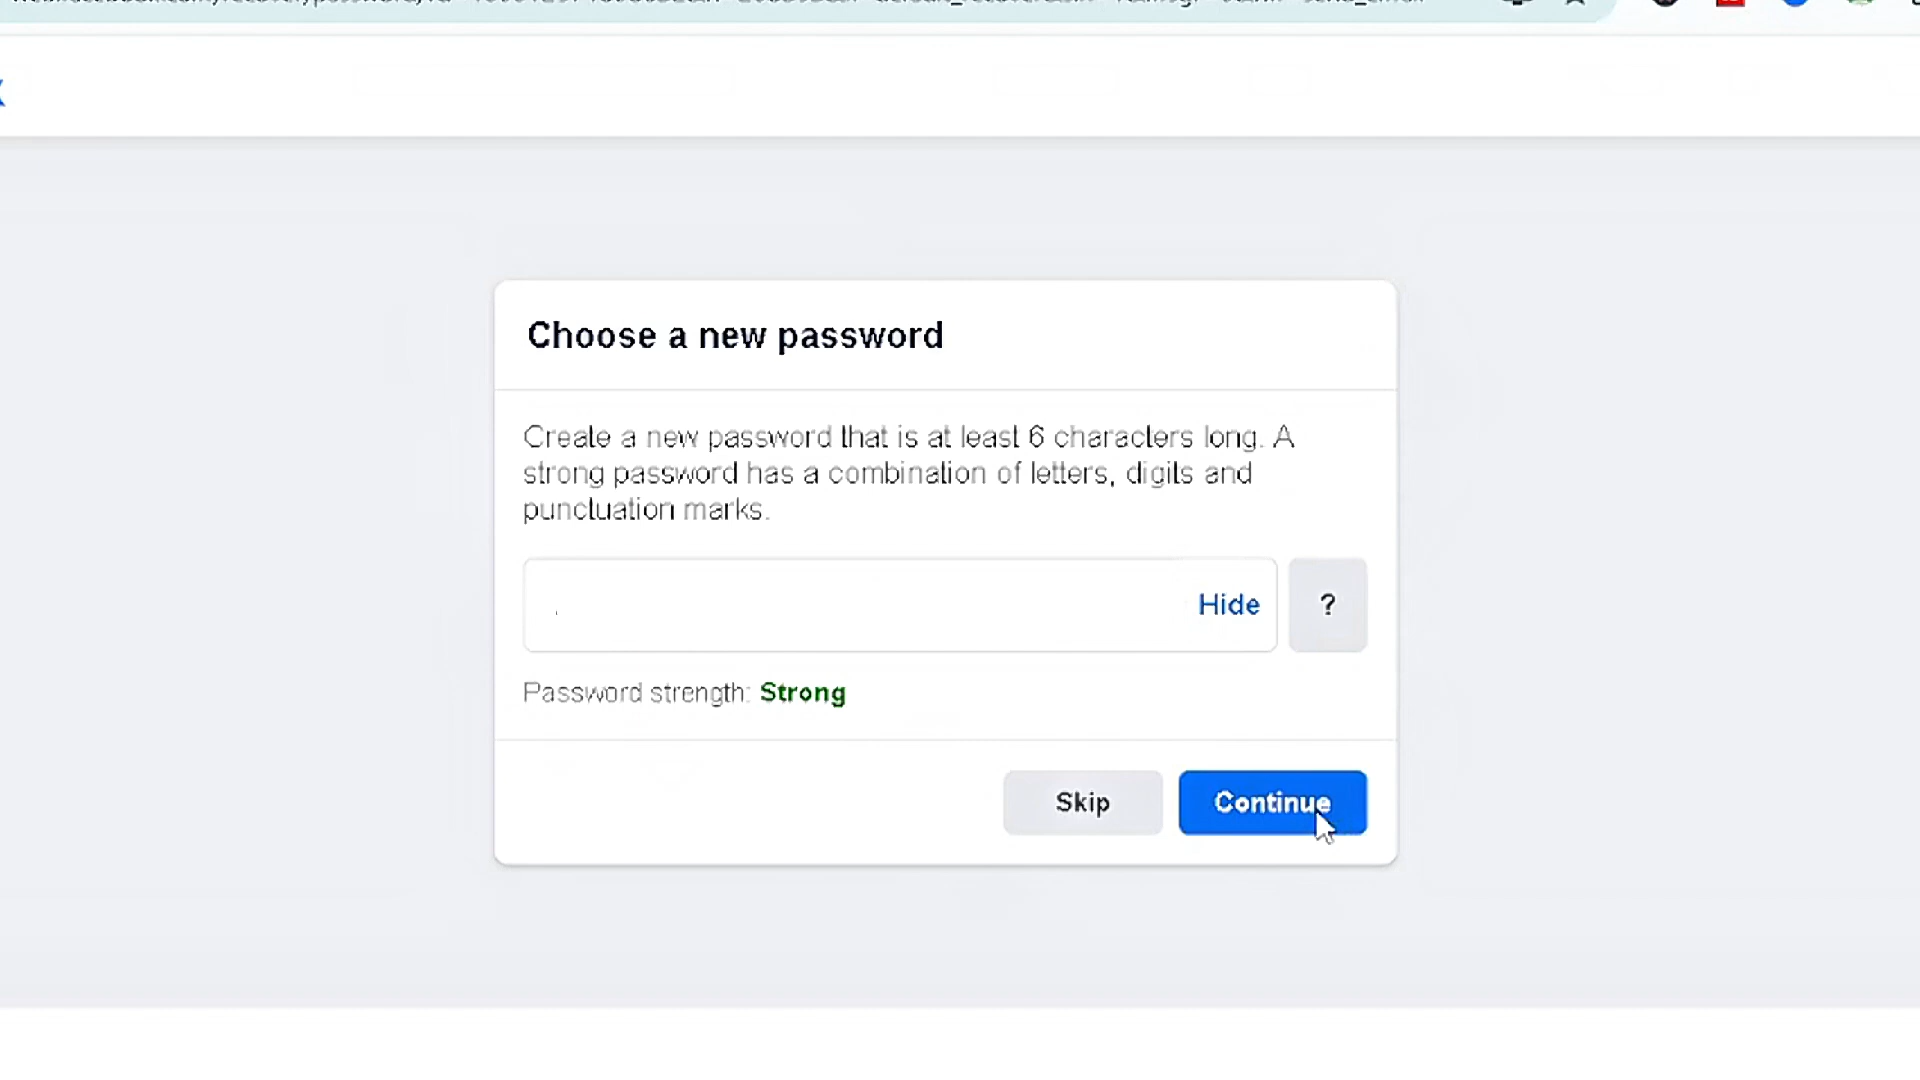 Choose a new password
Create a new password that is at least 6 characters long. A
strong password has a combination of letters, digits and
punctuation marks.
Hide
?
Password strength: Strong
Skip
Continue